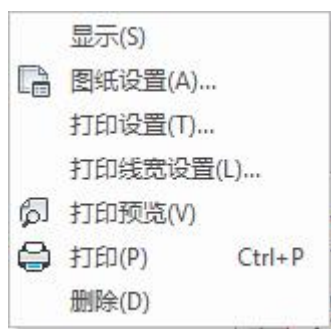 显示(S)
图纸设置(A)...
打印设置(T)...
打印线宽设置(L)...
打印预览(V)
打印(P) Ctrl+P
删除(D)